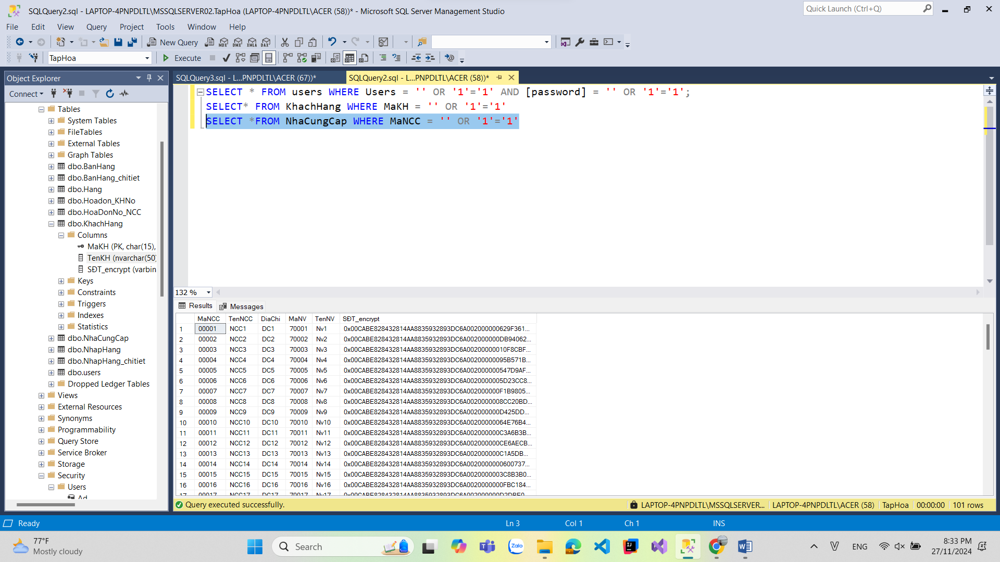 SQLQuery2.sql - LAPTOP-4PNPDLTL\MSSQLSERVER02.TapHoa (LAPTOP-4PNPDLTL\ACER (58))* - Microsoft SQL Server Management Studio
Quick Launch (Ctrl+Q)
File Edit View Query Project Tools Window Help
New Query
MDX DMX XMLA DAX
TapHoa
Execute
Object Explorer
Connect
Tables
System Tables
FileTables
External Tables
Graph Tables
dbo.BanHang
dbo.BanHang_chitiet
dbo.Hang
dbo.Hoadon_KHNo
dbo.HoaDonNo_NCC
dbo.KhachHang
Columns
MaKH (PK, char(15),
TenKH (nvarchar(50)
SĐT_encrypt (varbin
Keys
Constraints
Triggers
Indexes
Statistics
dbo.NhaCungCap
dbo.NhapHang
dbo.NhapHang_chitiet
dbo.users
Dropped Ledger Tables
Views
External Resources
Synonyms
Programmability
Query Store
Service Broker
Storage
Security
Users
Ad
SQLQuery3.sql - L...PNPDLTL\ACER (67))*
SQLQuery2.sql - L...PNPDLTL\ACER (58))*
SELECT * FROM users WHERE Users = '' OR '1'='1' AND [password] = '' OR '1'='1';
SELECT* FROM KhachHang WHERE MaKH = '' OR '1'='1'
SELECT *FROM NhaCungCap WHERE MaNCC = '' OR '1'='1'
132 %
Results Messages
MaNCC TenNCC DiaChi MaNV TenNV SĐT_encrypt
1 00001 NCC1 DC1 70001 Nv1 0x00CABE828432814AA8835932893DC6A002000000629F361...
2 00002 NCC2 DC2 70002 Nv2 0x00CABE828432814AA8835932893DC6A002000000DB94062...
3 00003 NCC3 DC3 70003 Nv3 0x00CABE828432814AA8835932893DC6A00200000010F8CBF...
4 00004 NCC4 DC4 70004 Nv4 0x00CABE828432814AA8835932893DC6A00200000095B571B...
5 00005 NCC5 DC5 70005 Nv5 0x00CABE828432814AA8835932893DC6A002000000547D9AF...
6 00006 NCC6 DC6 70006 Nv6 0x00CABE828432814AA8835932893DC6A0020000005D23CC8...
7 00007 NCC7 DC7 70007 Nv7 0x00CABE828432814AA8835932893DC6A002000000F1B9805...
8 00008 NCC8 DC8 70008 Nv8 0x00CABE828432814AA8835932893DC6A0020000008CC20BD...
9 00009 NCC9 DC9 70009 Nv9 0x00CABE828432814AA8835932893DC6A002000000D425DD...
10 00010 NCC10 DC10 70010 Nv10 0x00CABE828432814AA8835932893DC6A00200000064E76B4...
11 00011 NCC11 DC11 70011 Nv11 0x00CABE828432814AA8835932893DC6A002000000C3A6B3B...
12 00012 NCC12 DC12 70012 Nv12 0x00CABE828432814AA8835932893DC6A002000000CE6AECB...
13 00013 NCC13 DC13 70013 Nv13 0x00CABE828432814AA8835932893DC6A002000000C1A5DB...
14 00014 NCC14 DC14 70014 Nv14 0x00CABE828432814AA8835932893DC6A002000000600737...
15 00015 NCC15 DC15 70015 Nv15 0x00CABE828432814AA8835932893DC6A0020000003C8B3B0...
16 00016 NCC16 DC16 70016 Nv16 0x00CABE828432814AA8835932893DC6A002000000FBC184...
17 00017 NCC17 DC17 70017 Nv17
Query executed successfully.
LAPTOP-4PNPDLTL\MSSQLSERVER... LAPTOP-4PNPDLTL\ACER (58) TapHoa 00:00:00 101 rows
Ready Ln 3 Col 1 Ch 1 INS
77°F
Mostly cloudy
Search
Zalo
ENG
8:33 PM
27/11/2024